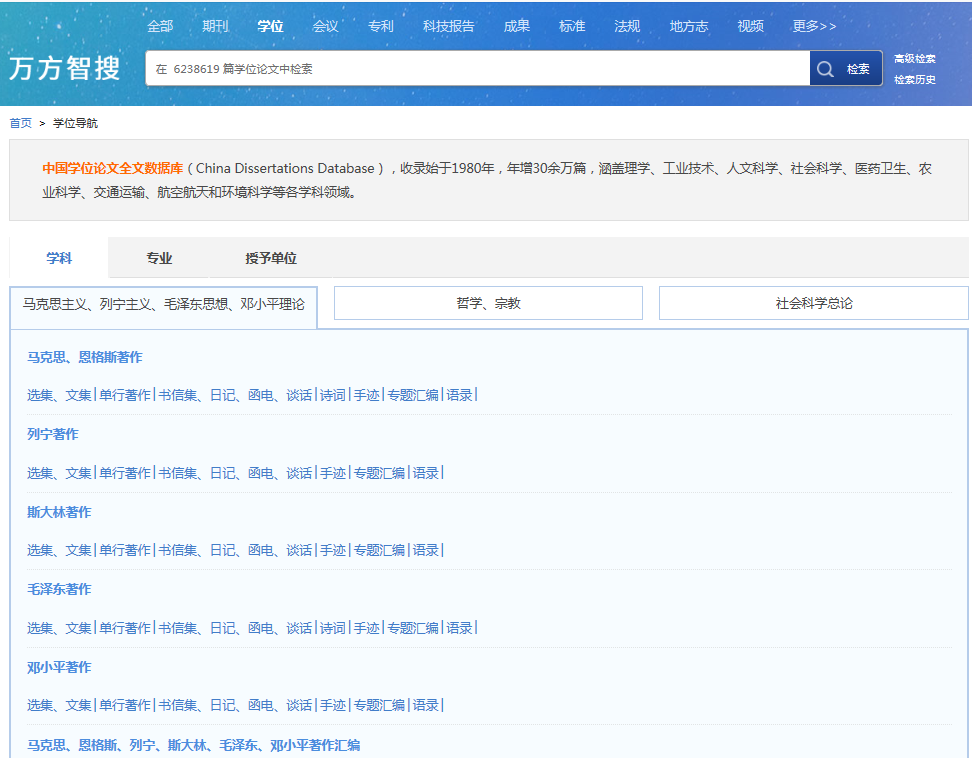 全部 期刊 学位 会议 专利 科技报告 成果 标准 法规 地方志 视频 更多>>
万方智搜 在 6238619 篇学位论文中检索 检索 高级检索
检索历史
首页 > 学位导航
中国学位论文全文数据库（China Dissertations Database），收录始于1980年，年增30余万篇，涵盖理学、工业技术、人文科学、社会科学、医药卫生、农
业科学、交通运输、航空航天和环境科学等各学科领域。
学科 专业 授予单位
马克思主义、列宁主义、毛泽东思想、邓小平理论 哲学、宗教 社会科学总论
马克思、恩格斯著作
选集、文集|单行著作|书信集、日记、函电、谈话|诗词|手迹|专题汇编|语录|
列宁著作
选集、文集|单行著作|书信集、日记、函电、谈话|手迹|专题汇编|语录|
斯大林著作
选集、文集|单行著作|书信集、日记、函电、谈话|手迹|专题汇编|语录|
毛泽东著作
选集、文集|单行著作|书信集、日记、函电、谈话|诗词|手迹|专题汇编|语录|
邓小平著作
选集、文集|单行著作|书信集、日记、函电、谈话|手迹|专题汇编|语录|
马克思、恩格斯、列宁、斯大林、毛泽东、邓小平著作汇编